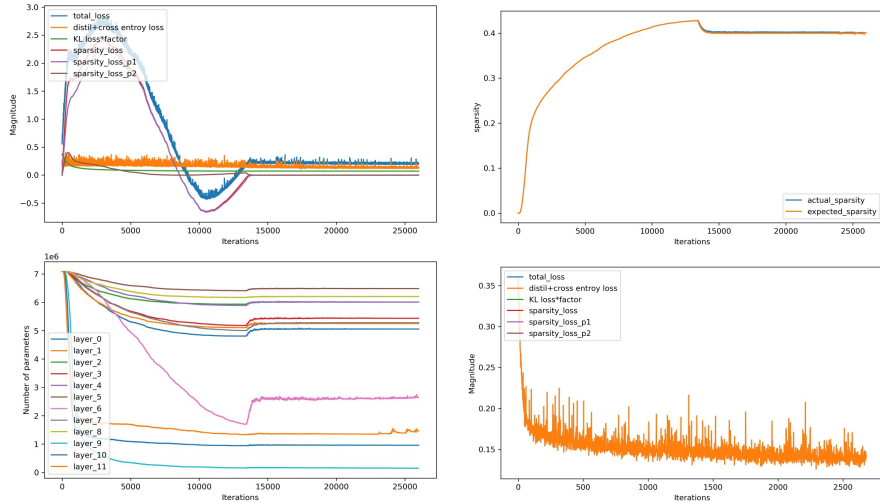 3.0
2.5
2.0
1.5
1.0
0.5
0.0
−0.5
Magnitude
total_loss
distil+cross entroy loss
KL loss*factor
sparsity_loss
sparsity_loss_p1
sparsity_loss_p2
0 5000 10000 15000 20000 25000
Iterations
0.4
0.3
0.2
0.1
0.0
sparsity
actual_sparsity
expected_sparsity
0 5000 10000 15000 20000 25000
Iterations
1e6
7
6
5
4
3
2
1
0
Number of parameters
layer_0
layer_1
layer_2
layer_3
layer_4
layer_5
layer_6
layer_7
layer_8
layer_9
layer_10
layer_11
0 5000 10000 15000 20000 25000
Iterations
0.35
0.30
0.25
0.20
0.15
Magnitude
total_loss
distil+cross entroy loss
KL loss*factor
sparsity_loss
sparsity_loss_p1
sparsity_loss_p2
0 500 1000 1500 2000 2500
Iterations